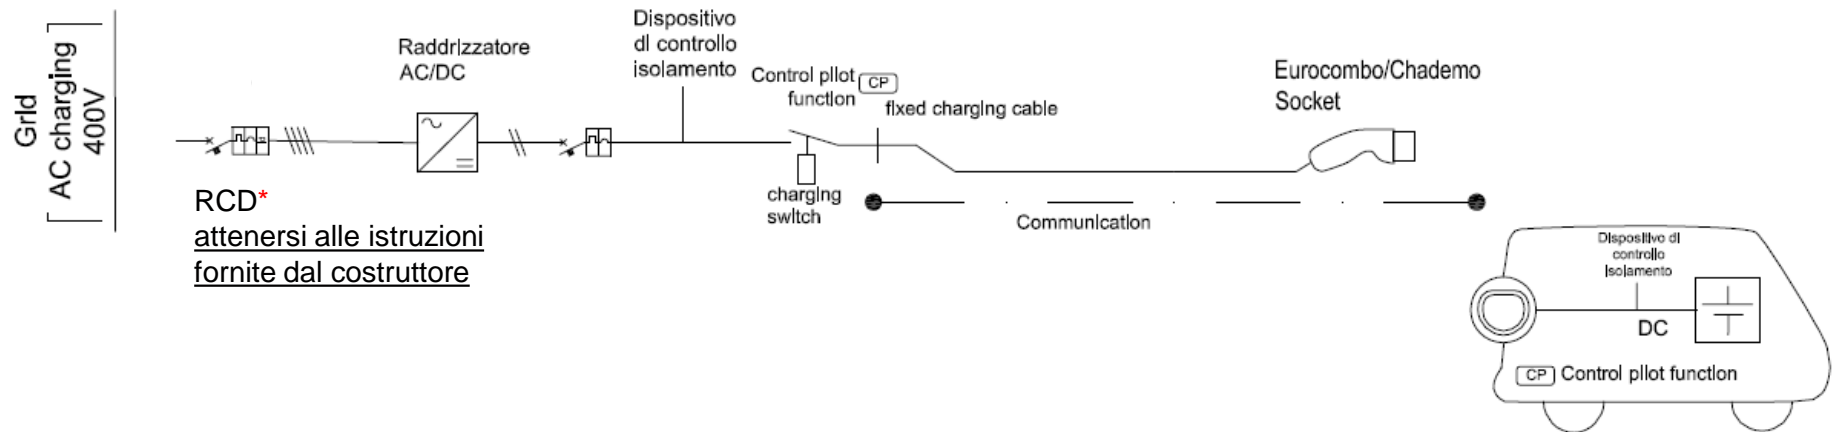 Grid
AC charging
400V
RCD*
attenersi alle istruzioni
fornite dal costruttore
Raddrizzatore
AC/DC
Dispositivo
di controllo
isolamento
Control pilot
function
CP
fixed charging cable
charging
switch
Communication
Eurocombo/Chademo
Socket
Dispositivo di
controllo
Isolamento
DC
CP Control pilot function